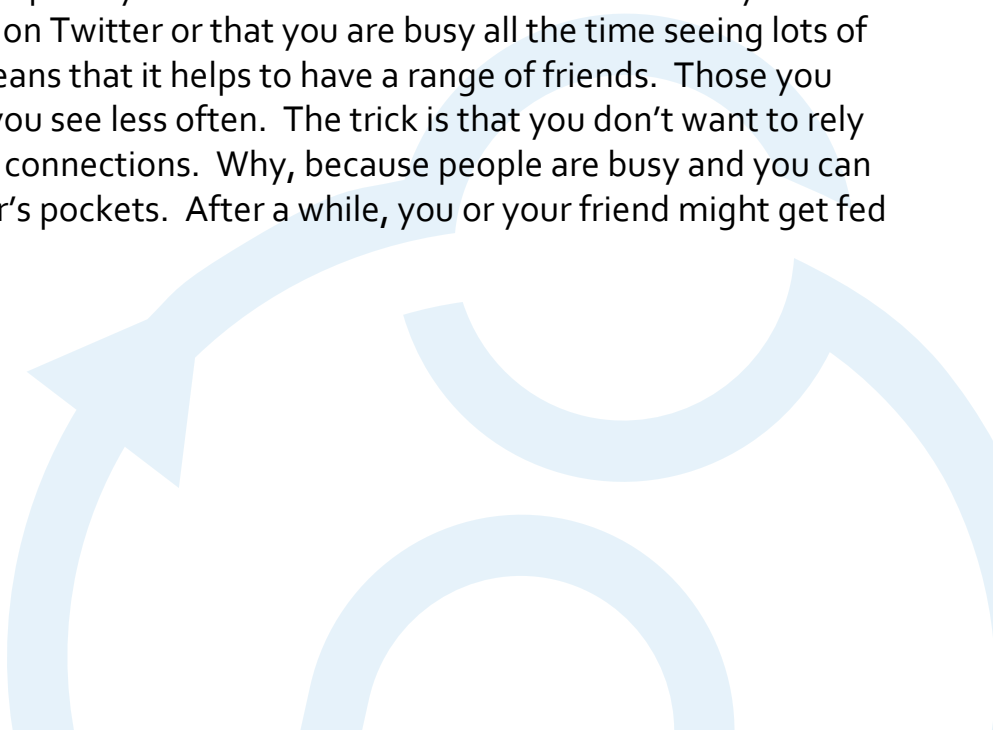 on Twitter or that you are busy all the time seeing lots of
eans that it helps to have a range of friends.  Those you
you see less often.  The trick is that you don't want to rely
connections.  Why, because people are busy and you can
r's pockets.  After a while, you or your friend might get fed